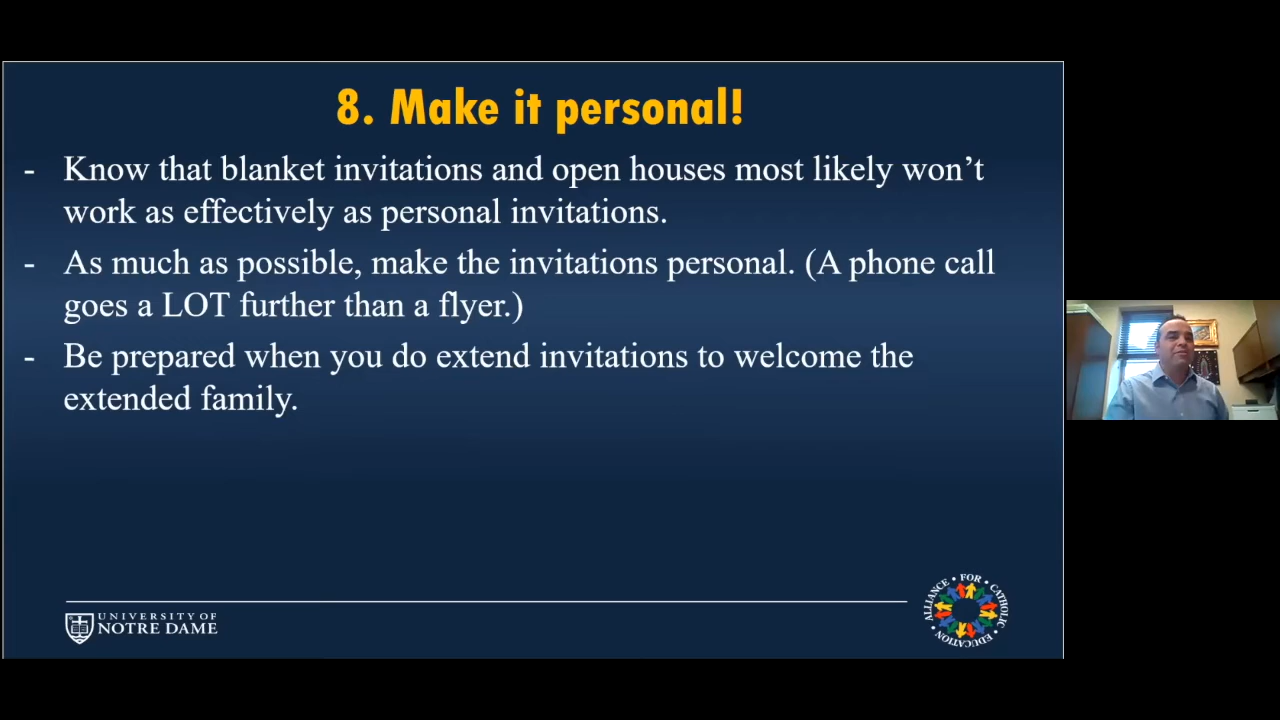 8. Make it personal!
- Know that blanket invitations and open houses most likely won’t
work as effectively as personal invitations.
- As much as possible, make the invitations personal. (A phone call
goes a LOT further than a flyer.)
- Be prepared when you do extend invitations to welcome the
extended family.
UNIVERSITY OF
NOTRE DAME
ALLIANCE • FOR • CATHOLIC • EDUCATION •